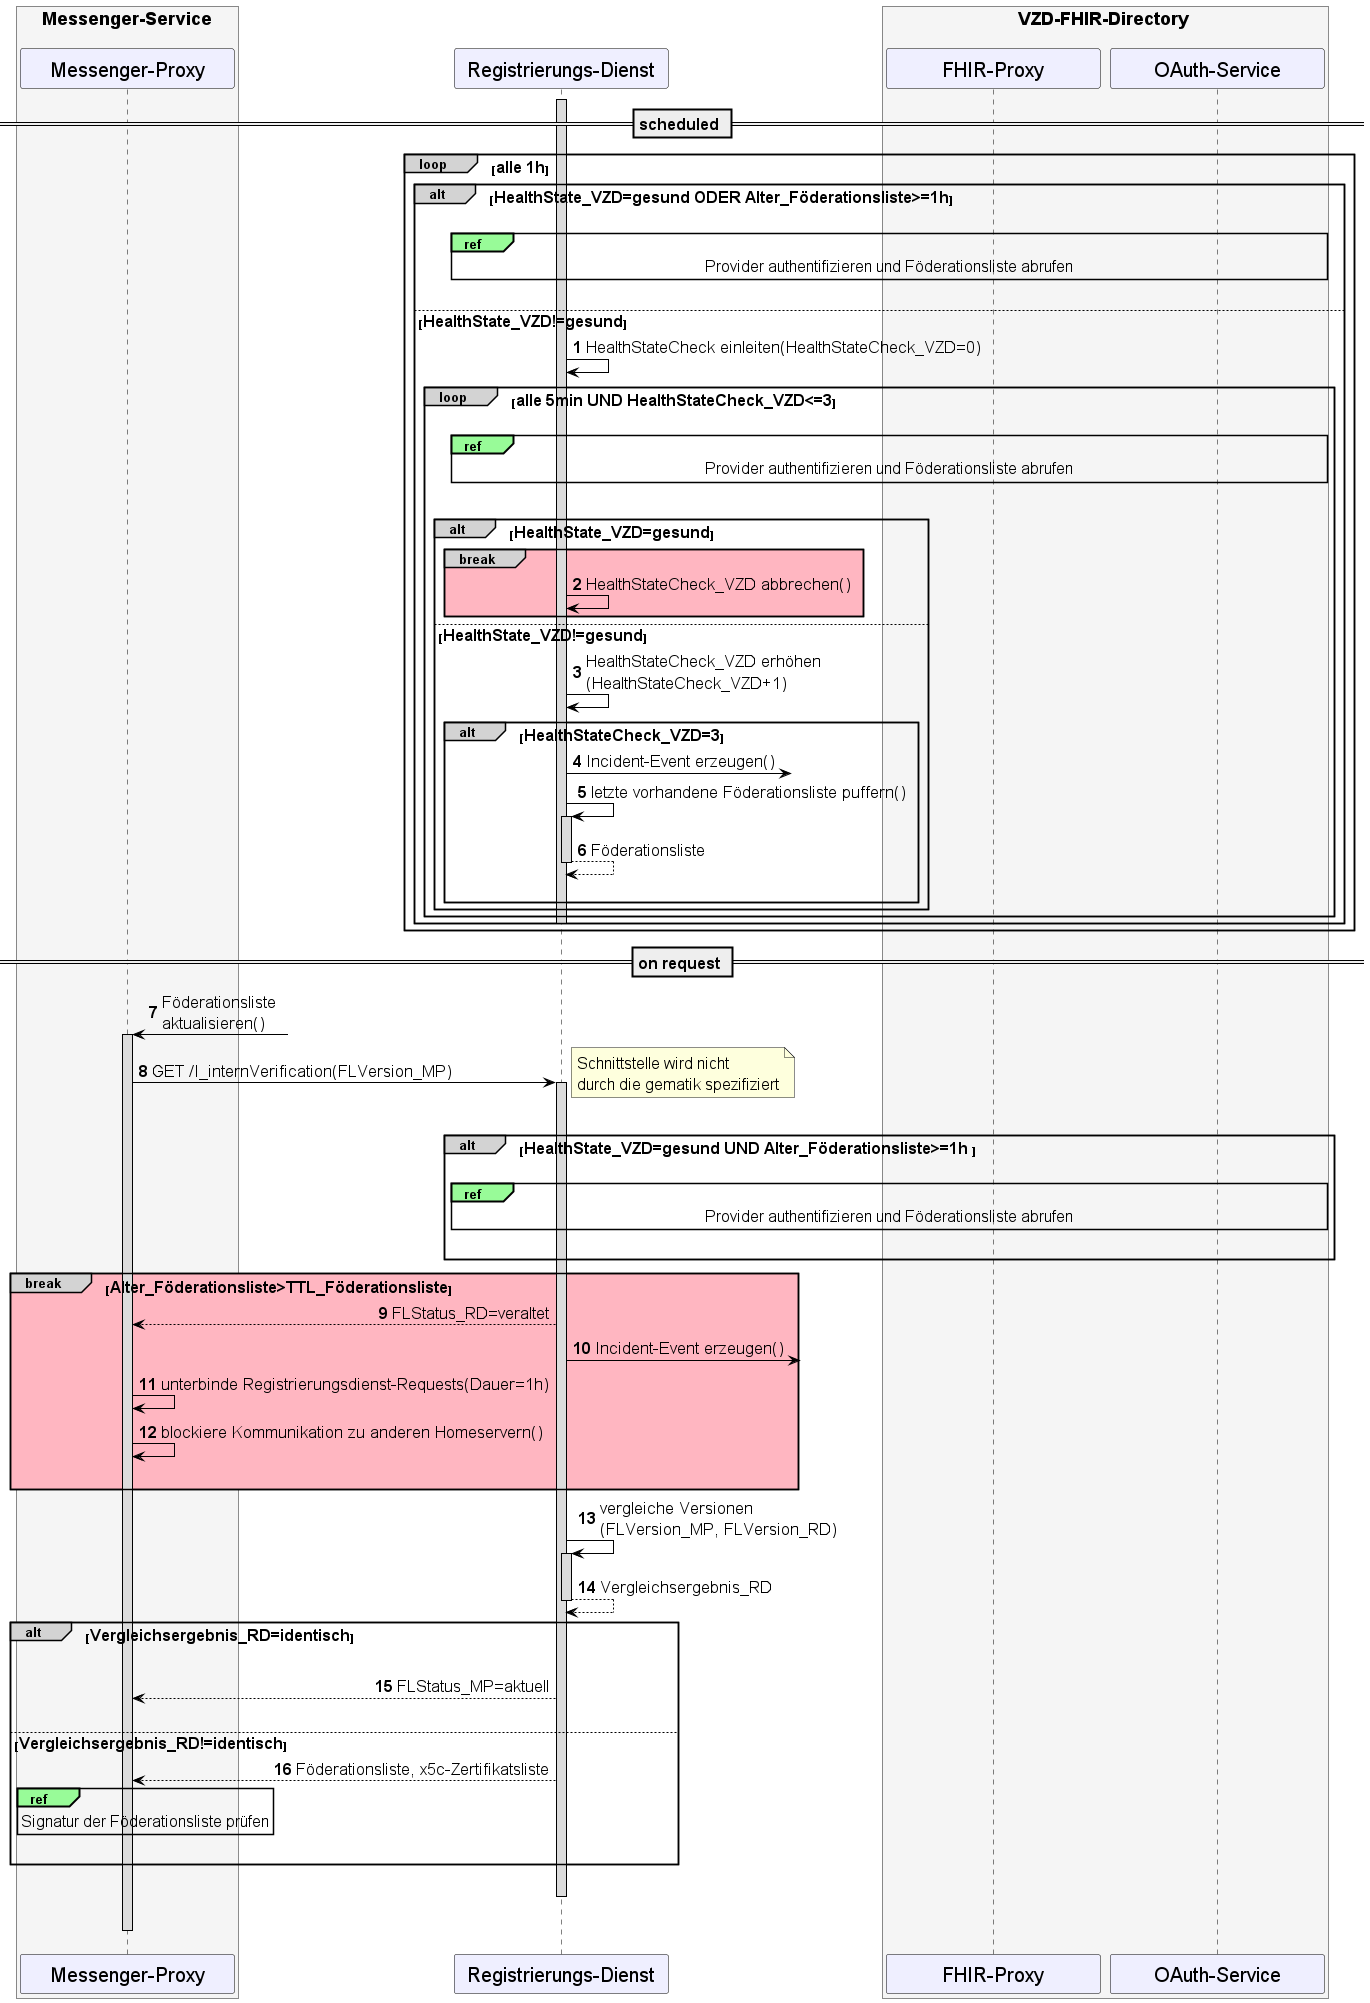 Messenger-Service
VZD-FHIR-Directory
Messenger-Proxy
Registrierungs-Dienst
FHIR-Proxy
OAuth-Service
scheduled
loop [alle 1h]
alt [HealthState_VZD=gesund ODER Alter_Föderationsliste>=1h]
ref
Provider authentifizieren und Föderationsliste abrufen
[HealthState_VZD!=gesund]
1 HealthStateCheck einleiten(HealthStateCheck_VZD=0)
loop [alle 5min UND HealthStateCheck_VZD<=3]
ref
Provider authentifizieren und Föderationsliste abrufen
alt [HealthState_VZD=gesund]
break
2 HealthStateCheck_VZD abbrechen()
[HealthState_VZD!=gesund]
3 HealthStateCheck_VZD erhöhen
(HealthStateCheck_VZD+1)
alt [HealthStateCheck_VZD=3]
4 Incident-Event erzeugen()
5 letzte vorhandene Föderationsliste puffern()
6 Föderationsliste
on request
7 Föderationsliste
aktualisieren()
8 GET /I_internVerification(FLVersion_MP)
Schnittstelle wird nicht
durch die gematik spezifiziert
alt [HealthState_VZD=gesund UND Alter_Föderationsliste>=1h ]
ref
Provider authentifizieren und Föderationsliste abrufen
break [Alter_Föderationsliste>TTL_Föderationsliste]
9 FLStatus_RD=veraltet
10 Incident-Event erzeugen()
11 unterbinde Registrierungsdienst-Requests(Dauer=1h)
12 blockiere Kommunikation zu anderen Homeservern()
13 vergleiche Versionen
(FLVersion_MP, FLVersion_RD)
14 Vergleichsergebnis_RD
alt [Vergleichsergebnis_RD=identisch]
15 FLStatus_MP=aktuell
[Vergleichsergebnis_RD!=identisch]
16 Föderationsliste, x5c-Zertifikatsliste
ref
Signatur der Föderationsliste prüfen
Messenger-Proxy
Registrierungs-Dienst
FHIR-Proxy
OAuth-Service